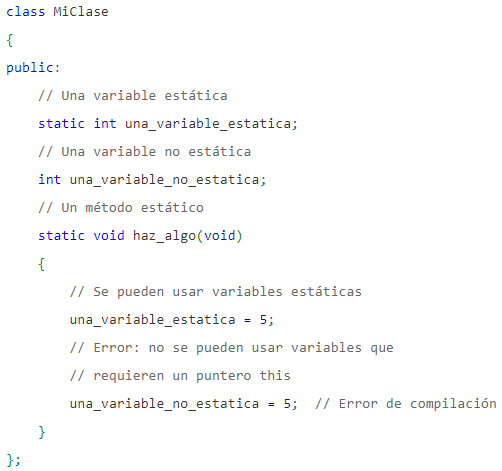 class MiClase
{
public:
    // Una variable estática
    static int una_variable_estatica;
    // Una variable no estática
    int una_variable_no_estatica;
    // Un método estático
    static void haz_algo(void)
    {
        // Se pueden usar variables estáticas
        una_variable_estatica = 5;
        // Error: no se pueden usar variables que
        // requieren un puntero this
        una_variable_no_estatica = 5;  // Error de compilación
    }
};